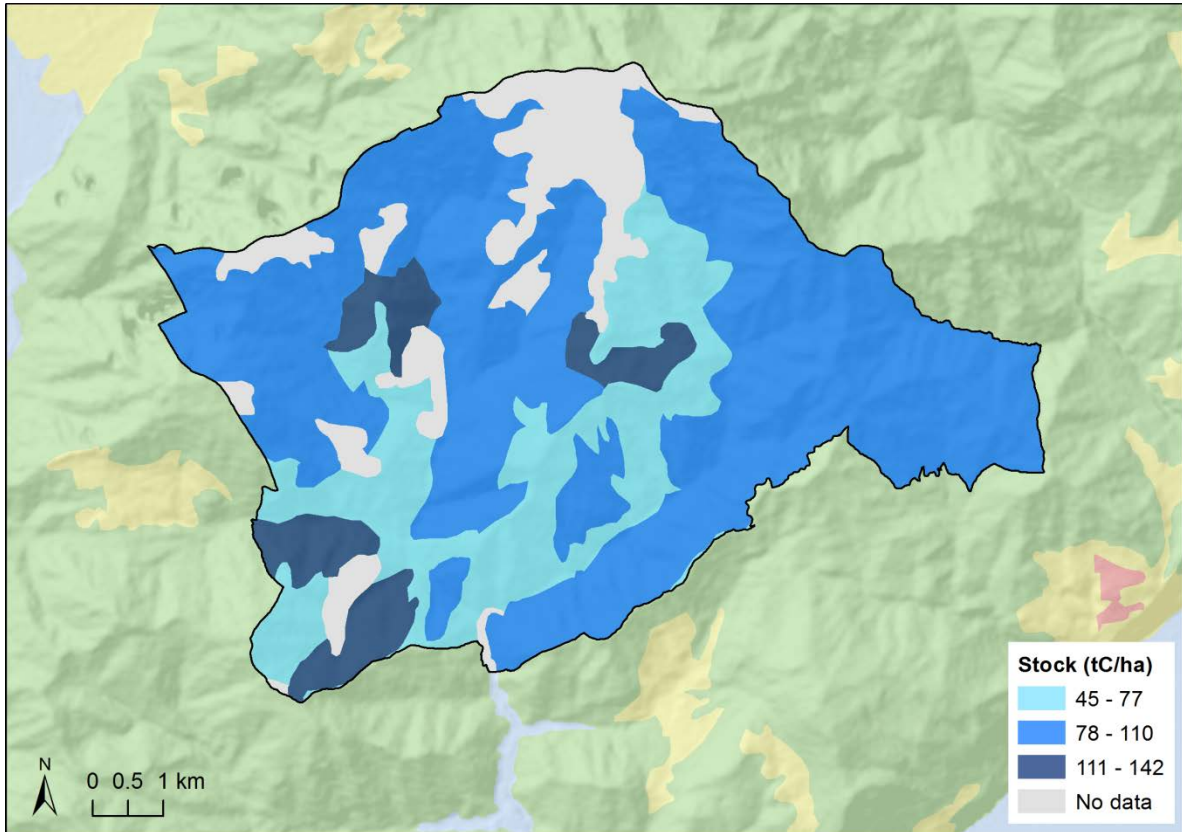 Stock (tC/ha)
45 - 77
78 - 110
111 - 142
No data
N
0 0.5 1 km